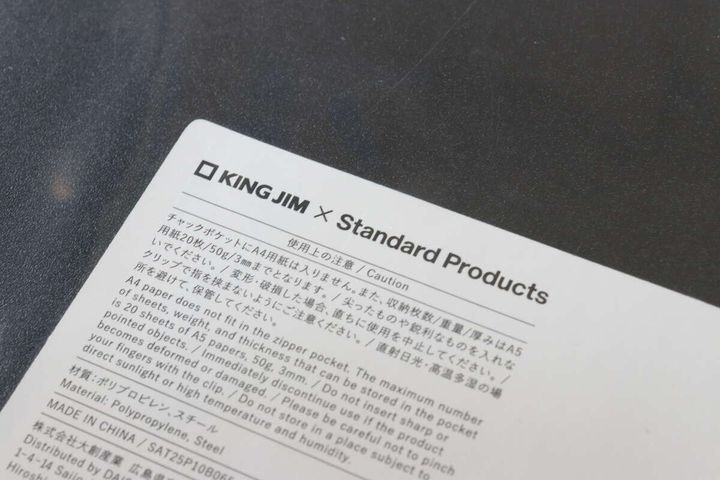 KING JIM × Standard Products
使用上の注意 / Caution
チャックポケットにA4用紙は入りません。また、収納枚数/重量/厚みはA5
用紙20枚/50g/3mmまでとなります。/ 尖ったものや鋭利なものを入れな
いでください。/ 変形・破損した場合、直ちに使用を中止してください。/
クリップで指を挟まないようにご注意ください。/ 直射日光・高温多湿の場
所を避けて、保管してください。
A4 paper does not fit in the zipper pocket. The maximum number
of sheets, weight, and thickness that can be stored in the pocket
is 20 sheets of A5 papers, 50g, 3mm. / Do not insert sharp or
pointed objects. / Immediately discontinue use if the product
becomes deformed or damaged. / Please be careful not to pinch
your fingers with the clip. / Do not store in a place subject to
direct sunlight or high temperature and humidity.
材質:ポリプロピレン、スチール
Material: Polypropylene, Steel
MADE IN CHINA / SAT25P10B065
株式会社大創産業 広島県
Distributed by DAIS
1-4-14 Saijo
Hiroshi